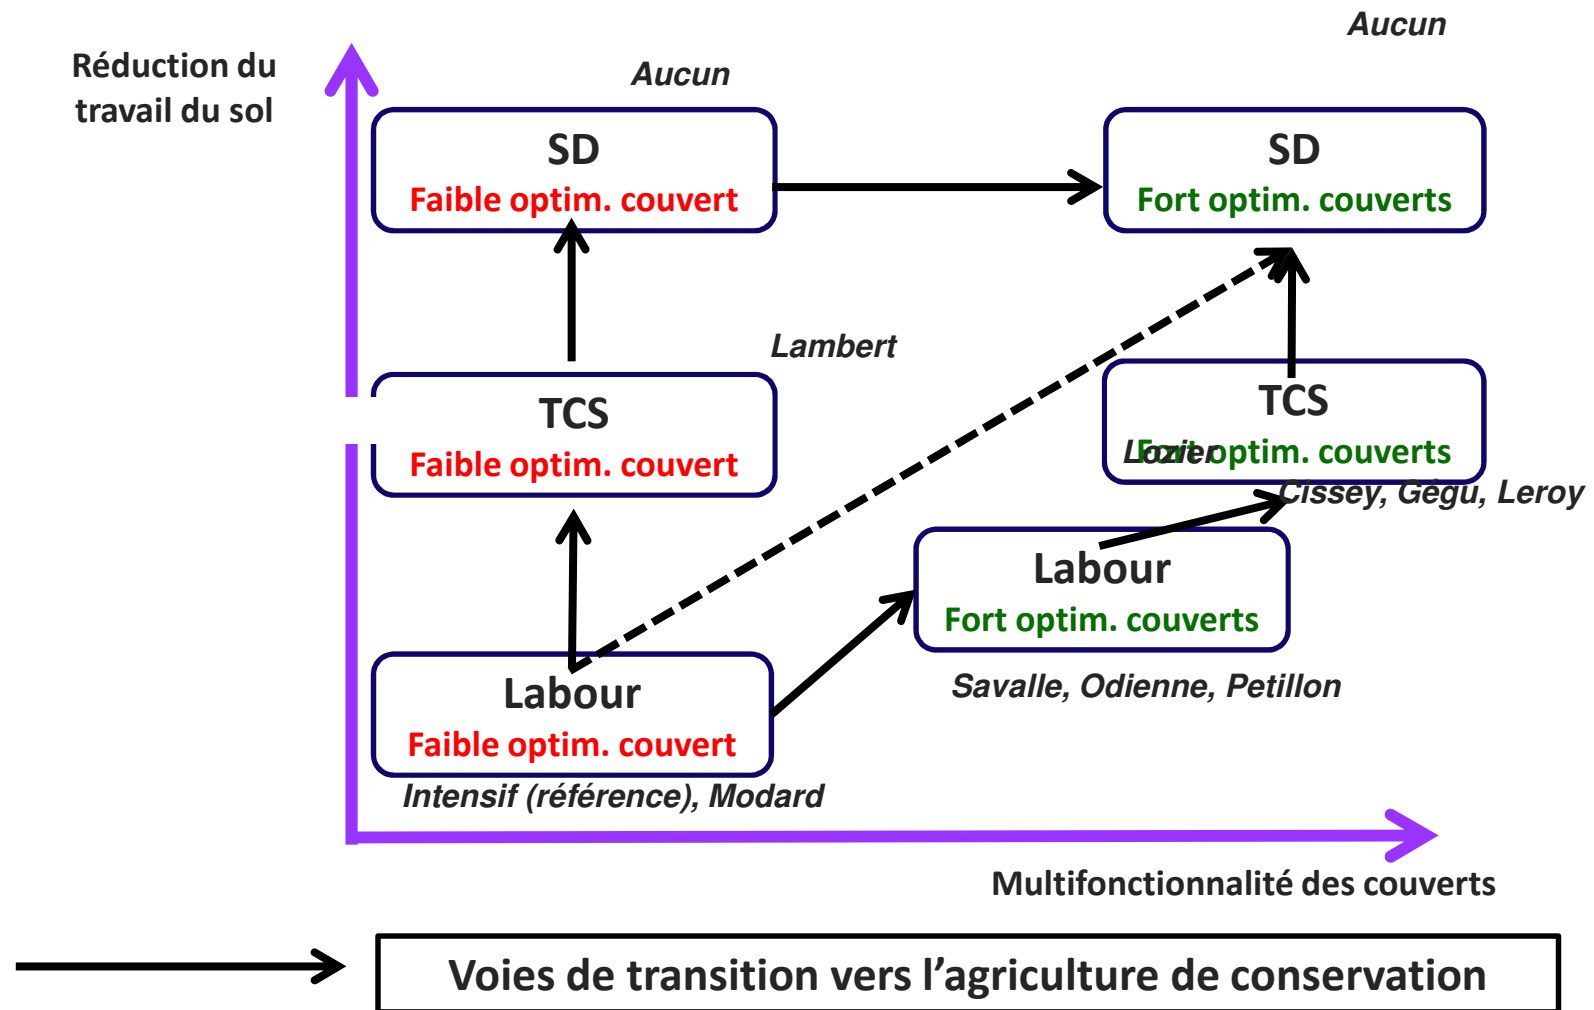 Aucun
Réduction du
travail du sol
Aucun
SD
Faible optim. couvert
SD
Fort optim. couverts
Lambert
TCS
Faible optim. couvert
TCS
Fort optim. couverts
Lozier
Cissey, Gégu, Leroy
Labour
Fort optim. couverts
Savalle, Odienne, Petillon
Labour
Faible optim. couvert
Intensif (référence), Modard
Multifonctionnalité des couverts
Voies de transition vers l’agriculture de conservation